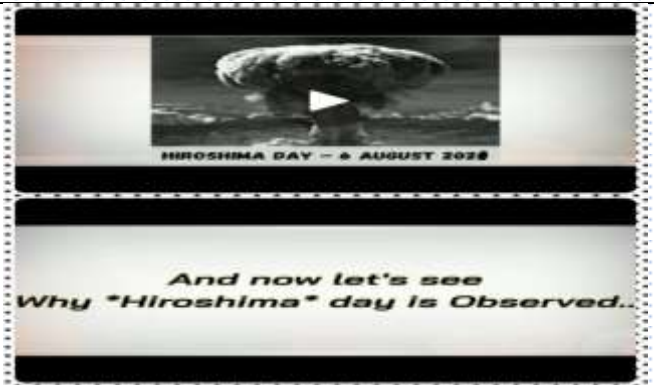 HIROSHIMA DAY – 6 AUGUST
And now let's see
Why *Hiroshima* day is Observed..